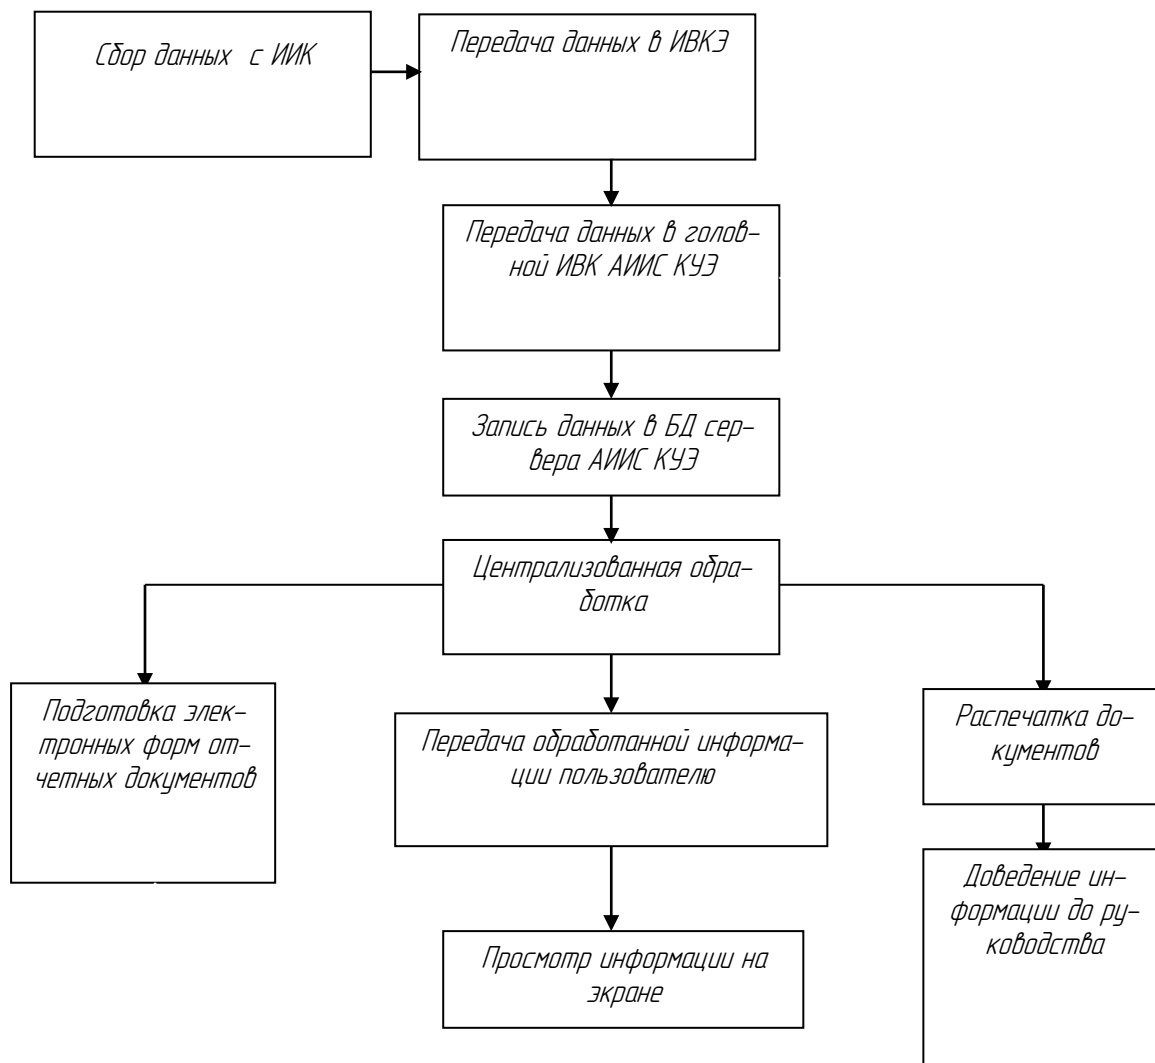 Сбор данных с ИИК
Передача данных в ИВКЭ
Передача данных в голов-
ной ИВК АИИС КУЭ
Запись данных в БД сер-
вера АИИС КУЭ
Централизованная обра-
ботка
Подготовка элек-
тронных форм от-
четных документов
Передача обработанной информа-
ции пользователю
Распечатка до-
кументов
Просмотр информации на
экране
Доведение ин-
формации до ру-
ководства